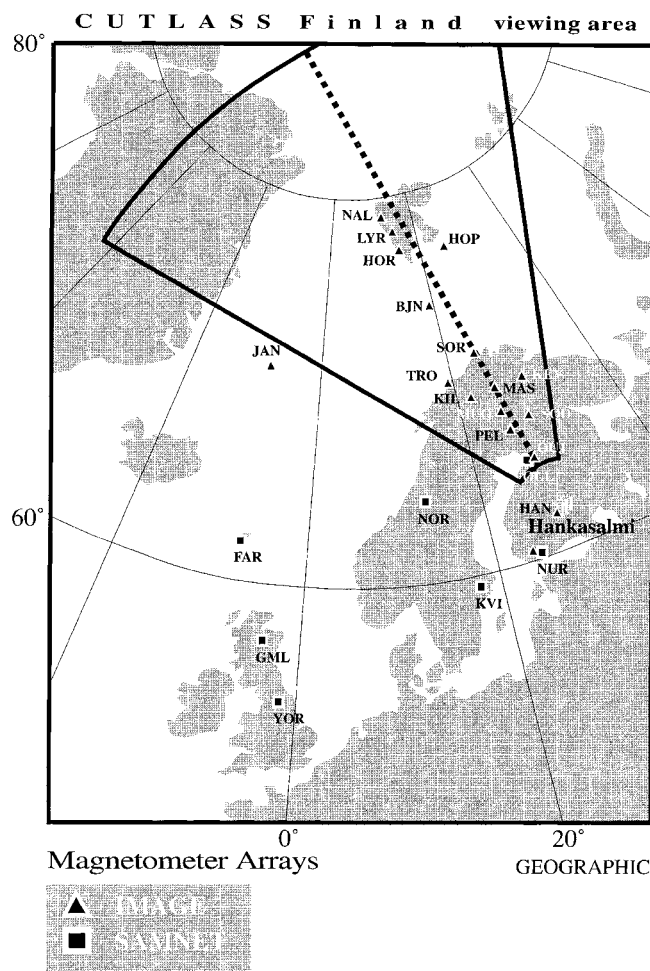 CUTLASS Finland viewing area
80°
NAL
LYR
HOP
HOR
BJN
SOR
JAN
TRO
MAS
KIL
PEL
HAN
NOR
Hankasalmi
60°
FAR
NUR
KVI
GML
YOR
0°
20°
Magnetometer Arrays
GEOGRAPHIC
IMAGE
SAMNET